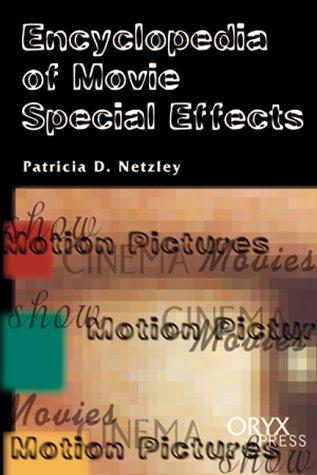 Encyclopedia
of Movie
Special Effects
Patricia D. Netzley
show
Motion Pictures
CINEMA Movies
show
CINEMA
Motion Pictur
Movies
CINEMA
ORYX
PRESS
Motion Pictures